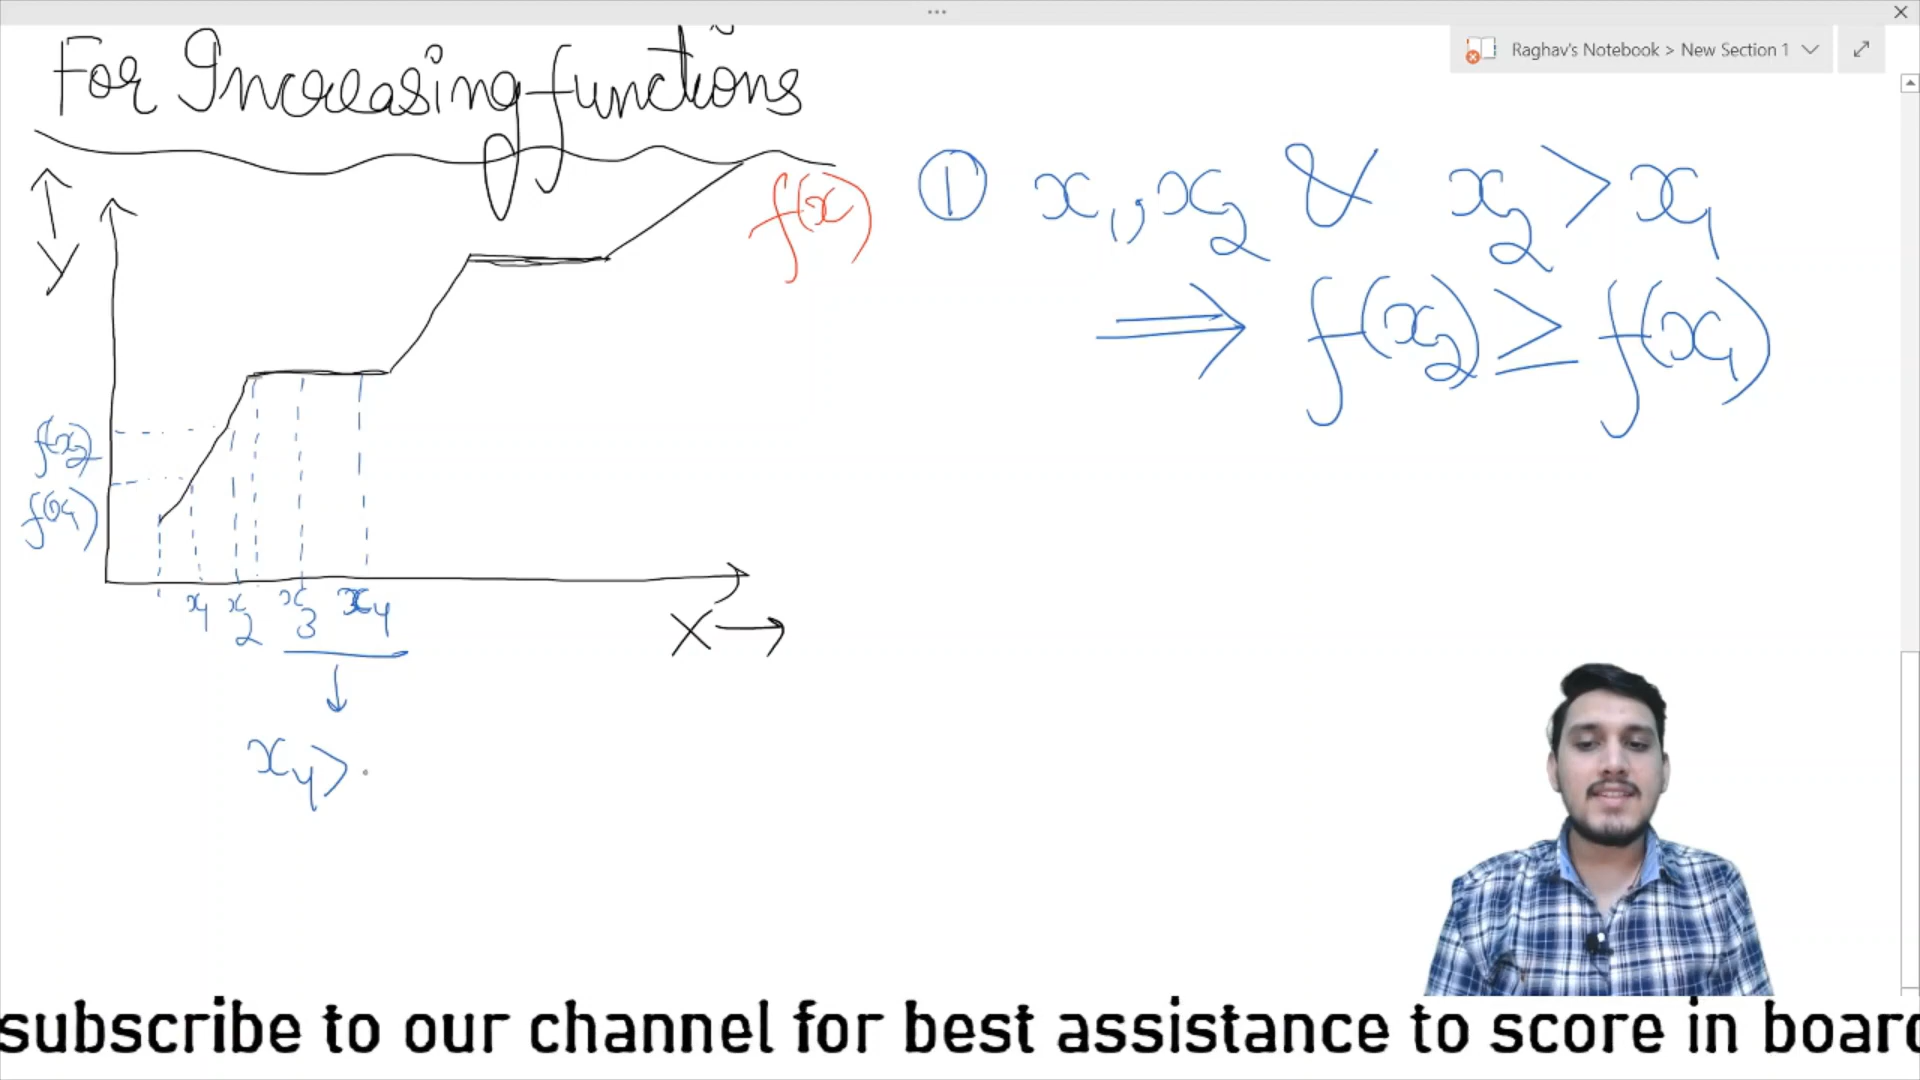 For Increasing functions
Raghav's Notebook > New Section 1
① x₁, x₂ & x₂ > x₁
⟹ f(x₂) ≥ f(x₁)
y
f(x)
f(x₂)
f(x₁)
x₁ x₂ x₃ x₄
X →
x₄ >
subscribe to our channel for best assistance to score in board